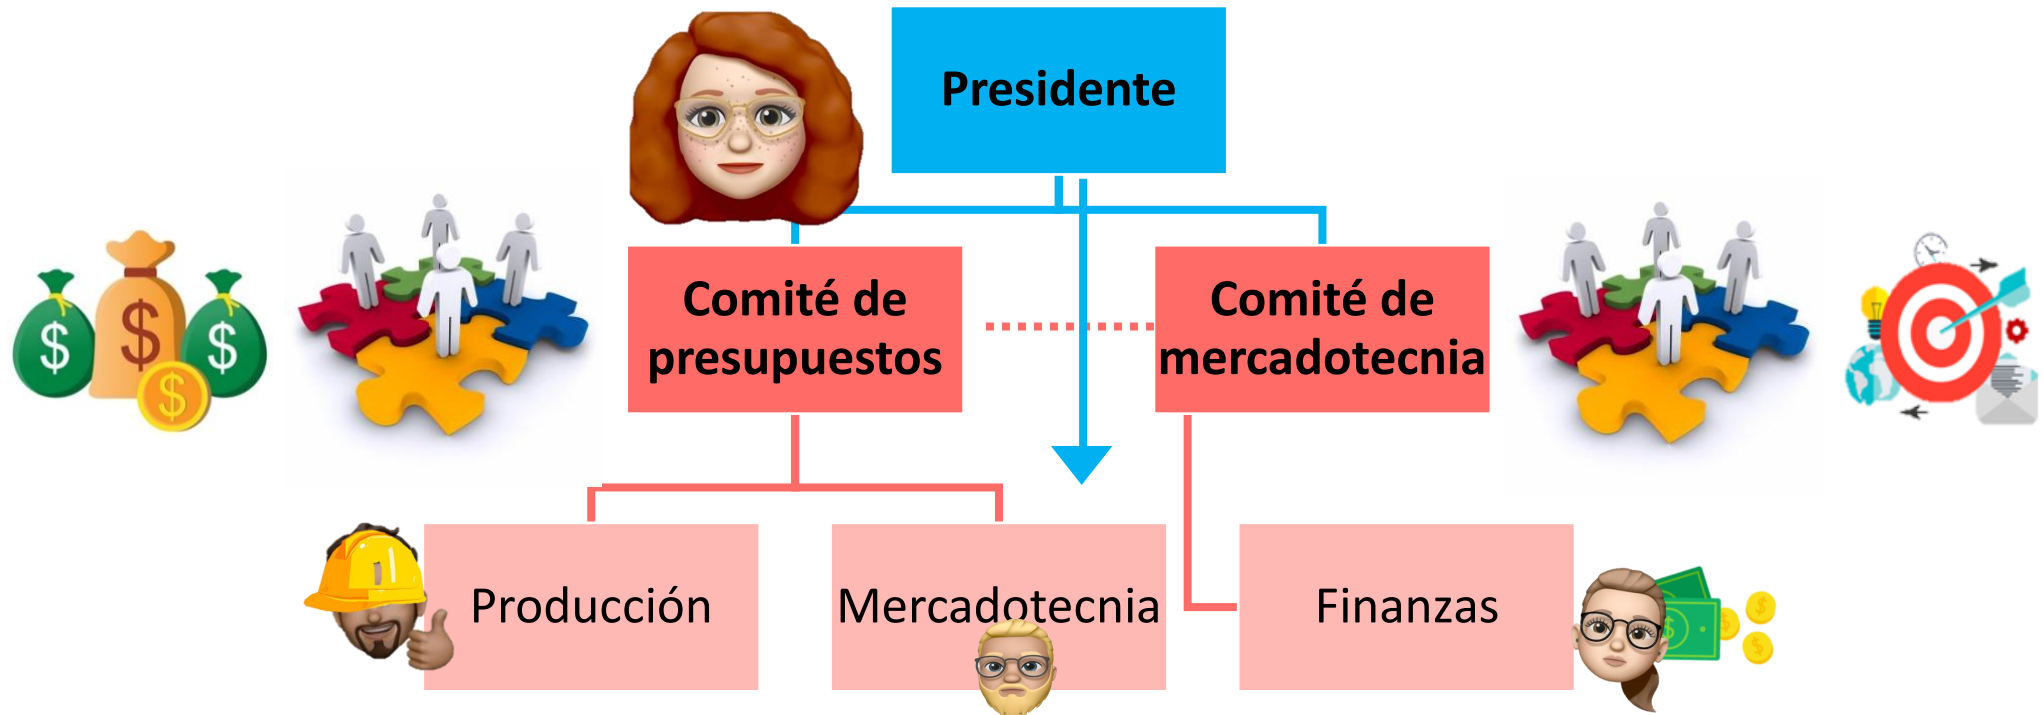 Presidente
Comité de
presupuestos
Comité de
mercadotecnia
$
$
$
$
Producción
Mercadotecnia
Finanzas